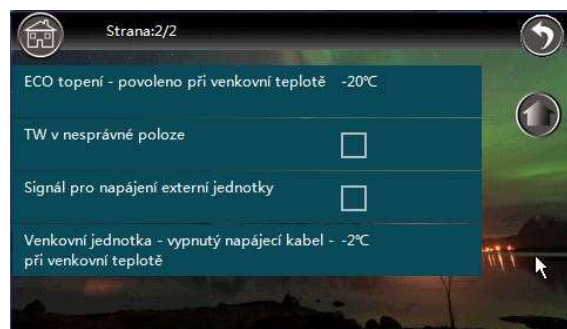 Strana:2/2
ECO topení - povoleno při venkovní teplotě -20℃
TW v nesprávné poloze
Signál pro napájení externí jednotky
Venkovní jednotka - vypnutý napájecí kabel - -2℃
při venkovní teplotě